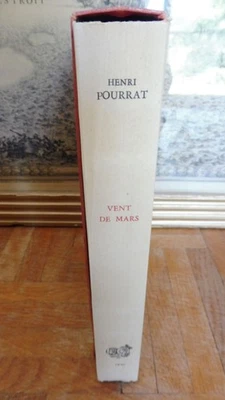 HENRI
POURRAT
VENT
DE MARS